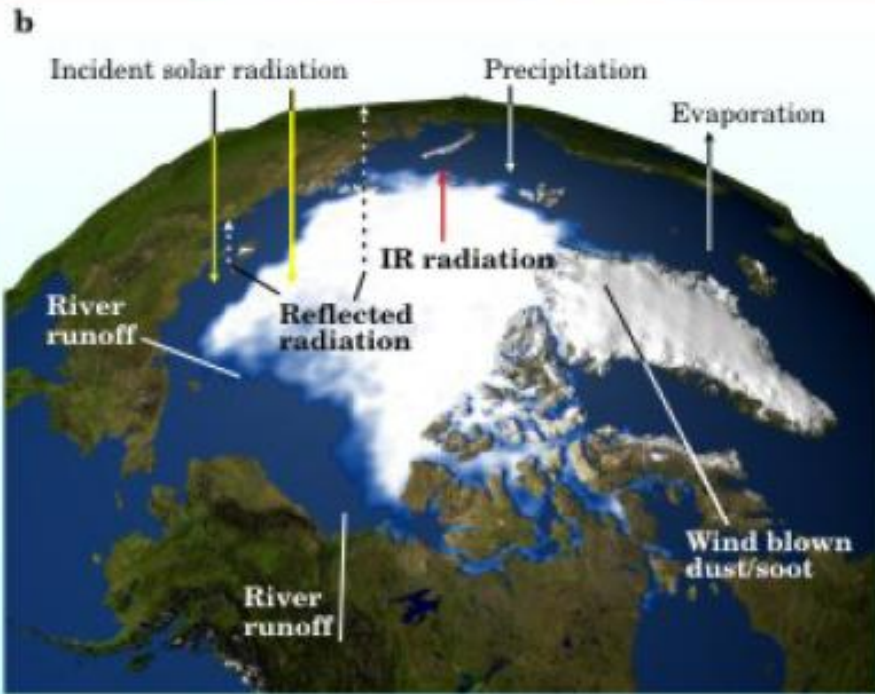 b
Incident solar radiation
Precipitation
Evaporation
IR radiation
River
runoff
Reflected
radiation
Wind blown
dust/soot
River
runoff